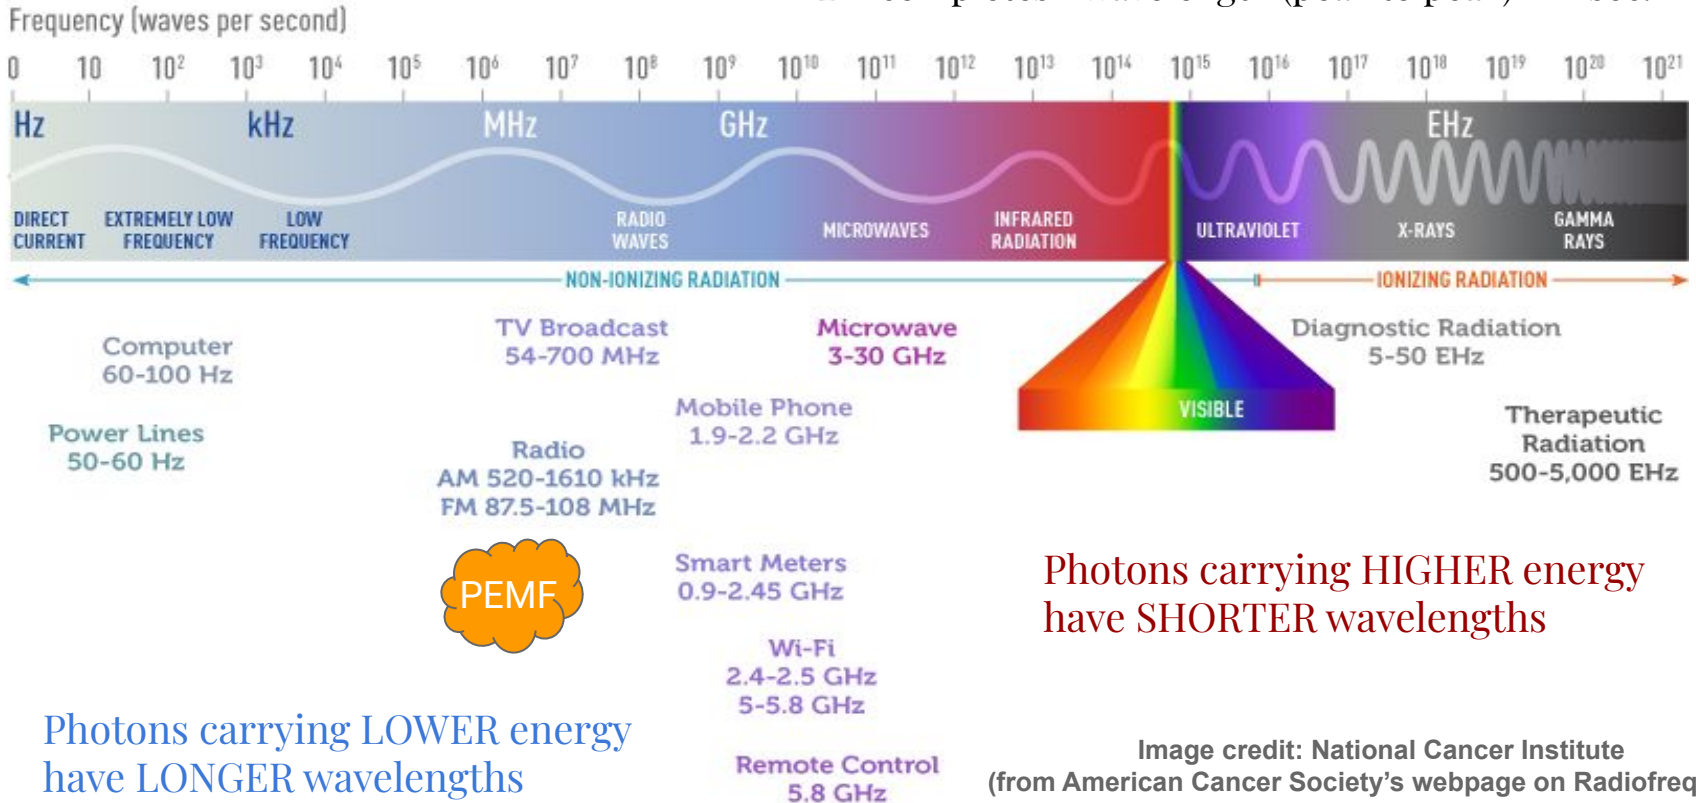 Frequency (waves per second)
0 10 10² 10³ 10⁴ 10⁵ 10⁶ 10⁷ 10⁸ 10⁹ 10¹⁰ 10¹¹ 10¹² 10¹³ 10¹⁴ 10¹⁵ 10¹⁶ 10¹⁷ 10¹⁸ 10¹⁹ 10²⁰ 10²¹
Hz kHz MHz GHz EHz
DIRECT
CURRENT
EXTREMELY LOW
FREQUENCY
LOW
FREQUENCY
RADIO
WAVES
MICROWAVES
INFRARED
RADIATION
ULTRAVIOLET
X-RAYS
GAMMA
RAYS
NON-IONIZING RADIATION
IONIZING RADIATION
Computer
60-100 Hz
Power Lines
50-60 Hz
TV Broadcast
54-700 MHz
Radio
AM 520-1610 kHz
FM 87.5-108 MHz
PEMF
Microwave
3-30 GHz
Mobile Phone
1.9-2.2 GHz
Smart Meters
0.9-2.45 GHz
Wi-Fi
2.4-2.5 GHz
5-5.8 GHz
Remote Control
5.8 GHz
VISIBLE
Diagnostic Radiation
5-50 EHz
Therapeutic
Radiation
500-5,000 EHz
Photons carrying HIGHER energy
have SHORTER wavelengths
Photons carrying LOWER energy
have LONGER wavelengths
Image credit: National Cancer Institute
(from American Cancer Society's webpage on Radiofreq